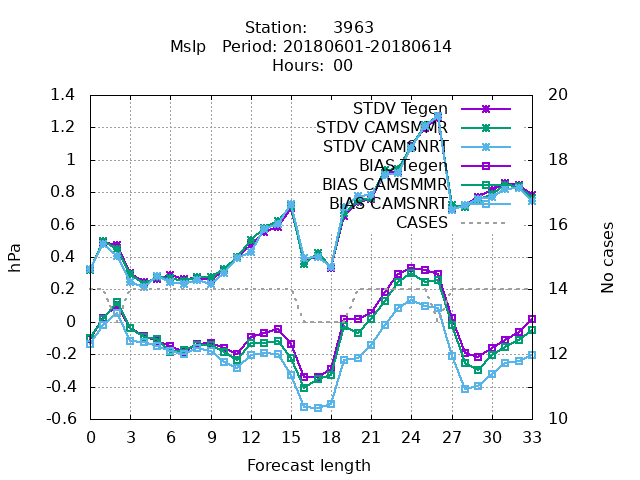 Station: 3963
Mslp Period: 20180601-20180614
Hours: 00
STDV Tegen
STDV CAMSMMR
STDV CAMSNRT
BIAS Tegen
BIAS CAMSMMR
BIAS CAMSNRT
CASES
1.4
1.2
1
0.8
0.6
0.4
0.2
0
-0.2
-0.4
-0.6
hPa
20
18
16
14
12
10
No cases
0 3 6 9 12 15 18 21 24 27 30 33
Forecast length